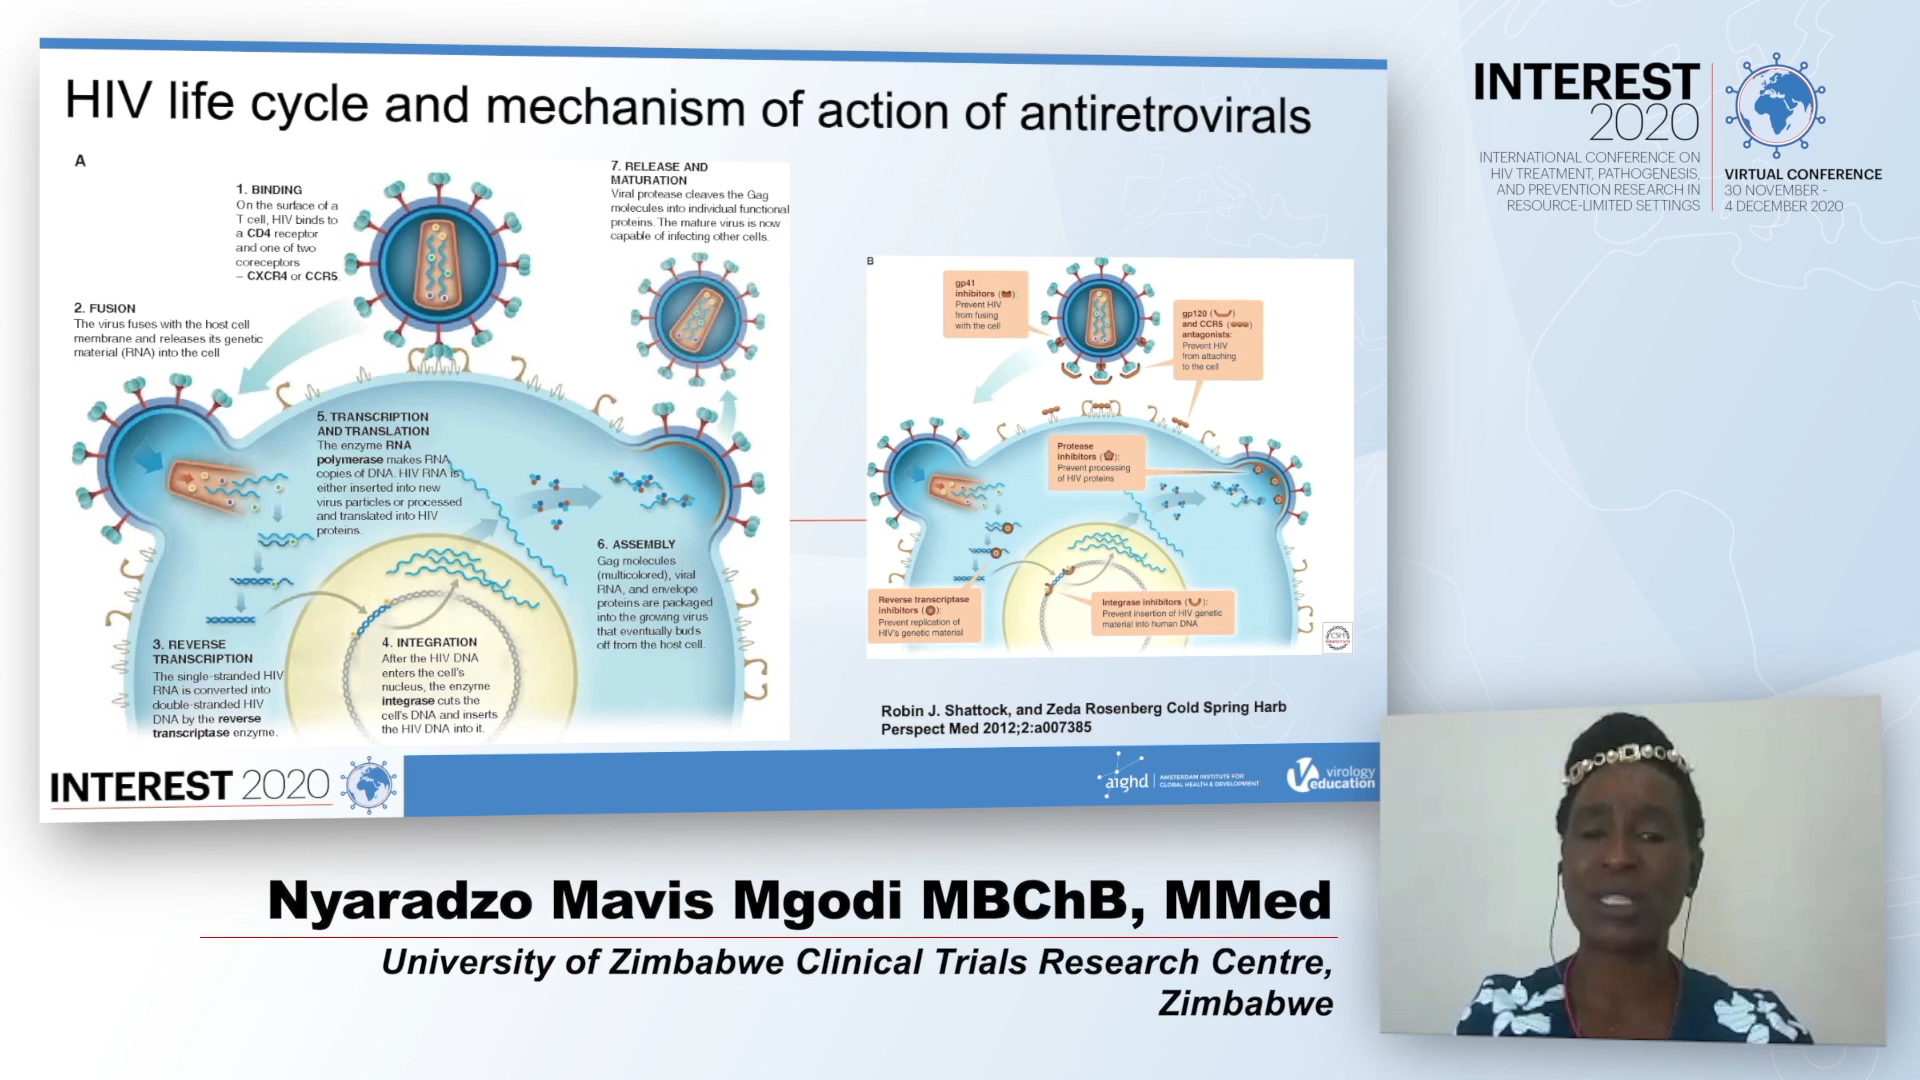 HIV life cycle and mechanism of action of antiretrovirals
A
1. BINDING
On the surface of a
T cell, HIV binds to
a CD4 receptor
and one of two
coreceptors
– CXCR4 or CCR5.
2. FUSION
The virus fuses with the host cell
membrane and releases its genetic
material (RNA) into the cell
7. RELEASE AND
MATURATION
Viral protease cleaves the Gag
molecules into individual functional
proteins. The mature virus is now
capable of infecting other cells.
5. TRANSCRIPTION
AND TRANSLATION
The enzyme RNA
polymerase makes RNA
copies of DNA. HIV RNA is
either inserted into new
virus particles or processed
and translated into HIV
proteins.
6. ASSEMBLY
Gag molecules
(multicolored), viral
RNA, and envelope
proteins are packaged
into the growing virus
that eventually buds
off from the host cell.
3. REVERSE
TRANSCRIPTION
The single-stranded HIV
RNA is converted into
double-stranded HIV
DNA by the reverse
transcriptase enzyme.
4. INTEGRATION
After the HIV DNA
enters the cell's
nucleus, the enzyme
integrase cuts the
cell's DNA and inserts
the HIV DNA into it.
B
gp41
inhibitors ( ):
Prevent HIV
from fusing
with the cell
gp120 ( )
and CCR5 ( )
antagonists:
Prevent HIV
from attaching
to the cell
Protease
inhibitors ( ):
Prevent processing
of HIV proteins
Reverse transcriptase
inhibitors ( ):
Prevent replication of
HIV's genetic material
Integrase inhibitors ( ):
Prevent insertion of HIV genetic
material into human DNA
CSH
Robin J. Shattock, and Zeda Rosenberg Cold Spring Harb
Perspect Med 2012;2:a007385
INTEREST 2020
aighd
AMSTERDAM INSTITUTE FOR
GLOBAL HEALTH & DEVELOPMENT
virology
education
INTEREST
2020
INTERNATIONAL CONFERENCE ON
HIV TREATMENT, PATHOGENESIS,
AND PREVENTION RESEARCH IN
RESOURCE-LIMITED SETTINGS
VIRTUAL CONFERENCE
30 NOVEMBER -
4 DECEMBER 2020
Nyaradzo Mavis Mgodi MBChB, MMed
University of Zimbabwe Clinical Trials Research Centre,
Zimbabwe